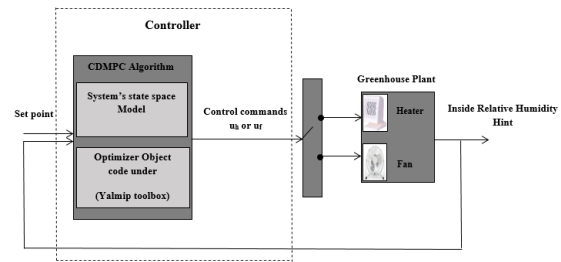 Controller
CDMPC Algorithm
System's state space
Model
Optimizer Object
code under
(Yalmip toolbox)
Set point
Control commands
uh or uf
Greenhouse Plant
Heater
Fan
Inside Relative Humidity
Hint